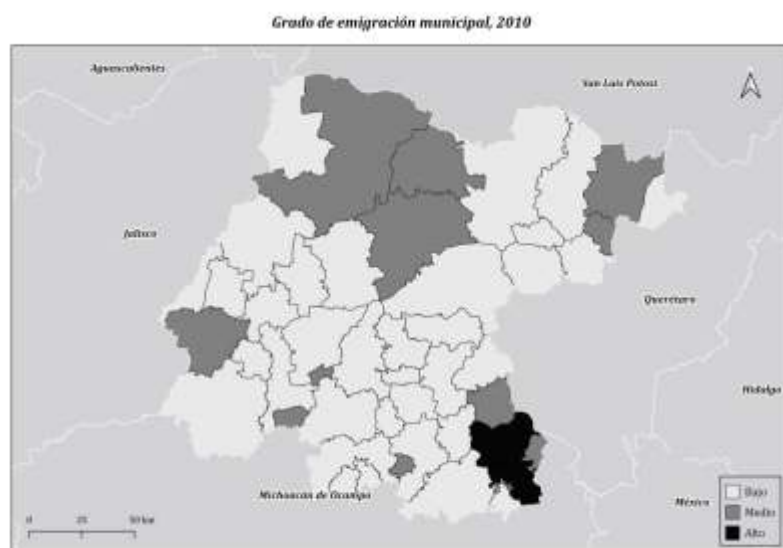 Grado de emigración municipal, 2010
Aguascalientes
San Luis Potosí
Jalisco
Querétaro
Hidalgo
Michoacán de Ocampo
México
Bajo
Medio
Alto
0 25 50 km